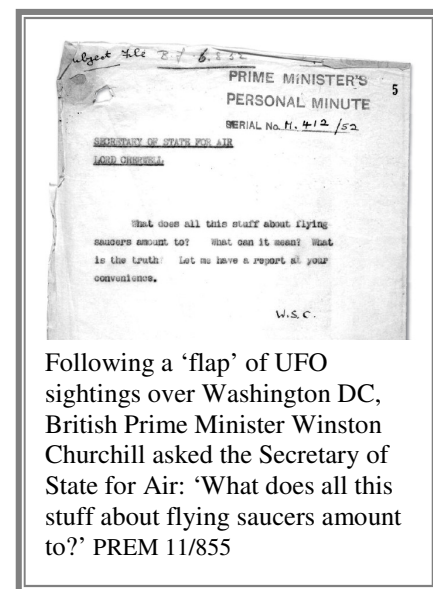 Subject File
PRIME MINISTER'S
5
PERSONAL MINUTE
SERIAL No. M. 412/52
SECRETARY OF STATE FOR AIR
LORD CHERWELL
What does all this stuff about flying
saucers amount to? What can it mean? What
is the truth? Let me have a report at your
convenience.
W.S.C.
Following a ‘flap’ of UFO
sightings over Washington DC,
British Prime Minister Winston
Churchill asked the Secretary of
State for Air: ‘What does all this
stuff about flying saucers amount
to?’ PREM 11/855